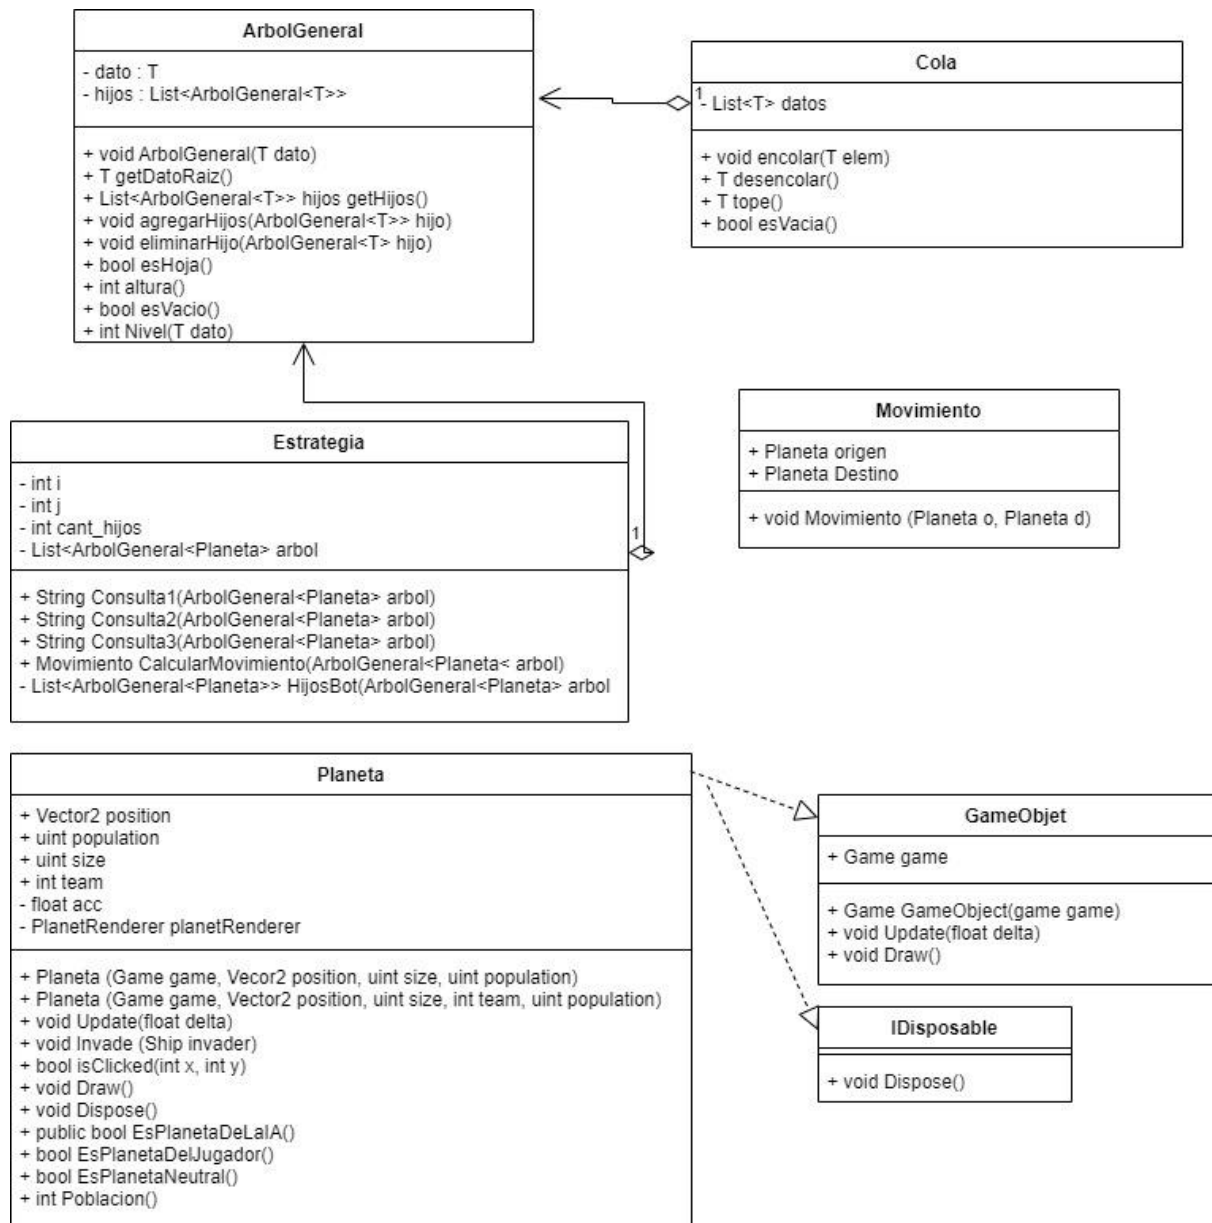 ArbolGeneral
- dato : T
- hijos : List<ArbolGeneral<T>>
+ void ArbolGeneral(T dato)
+ T getDatoRaiz()
+ List<ArbolGeneral<T>> hijos getHijos()
+ void agregarHijos(ArbolGeneral<T>> hijo)
+ void eliminarHijo(ArbolGeneral<T> hijo)
+ bool esHoja()
+ int altura()
+ bool esVacio()
+ int Nivel(T dato)
Cola
1
- List<T> datos
+ void encolar(T elem)
+ T desencolar()
+ T tope()
+ bool esVacia()
Estrategia
- int i
- int j
- int cant_hijos
- List<ArbolGeneral<Planeta> arbol
1
+ String Consulta1(ArbolGeneral<Planeta> arbol)
+ String Consulta2(ArbolGeneral<Planeta> arbol)
+ String Consulta3(ArbolGeneral<Planeta> arbol)
+ Movimiento CalcularMovimiento(ArbolGeneral<Planeta< arbol)
- List<ArbolGeneral<Planeta>> HijosBot(ArbolGeneral<Planeta> arbol
Movimiento
+ Planeta origen
+ Planeta Destino
+ void Movimiento (Planeta o, Planeta d)
Planeta
+ Vector2 position
+ uint population
+ uint size
+ int team
- float acc
- PlanetRenderer planetRenderer
+ Planeta (Game game, Vecor2 position, uint size, uint population)
+ Planeta (Game game, Vector2 position, uint size, int team, uint population)
+ void Update(float delta)
+ void Invade (Ship invader)
+ bool isClicked(int x, int y)
+ void Draw()
+ void Dispose()
+ public bool EsPlanetaDeLaIA()
+ bool EsPlanetaDelJugador()
+ bool EsPlanetaNeutral()
+ int Poblacion()
GameObjet
+ Game game
+ Game GameObject(game game)
+ void Update(float delta)
+ void Draw()
IDisposable
+ void Dispose()